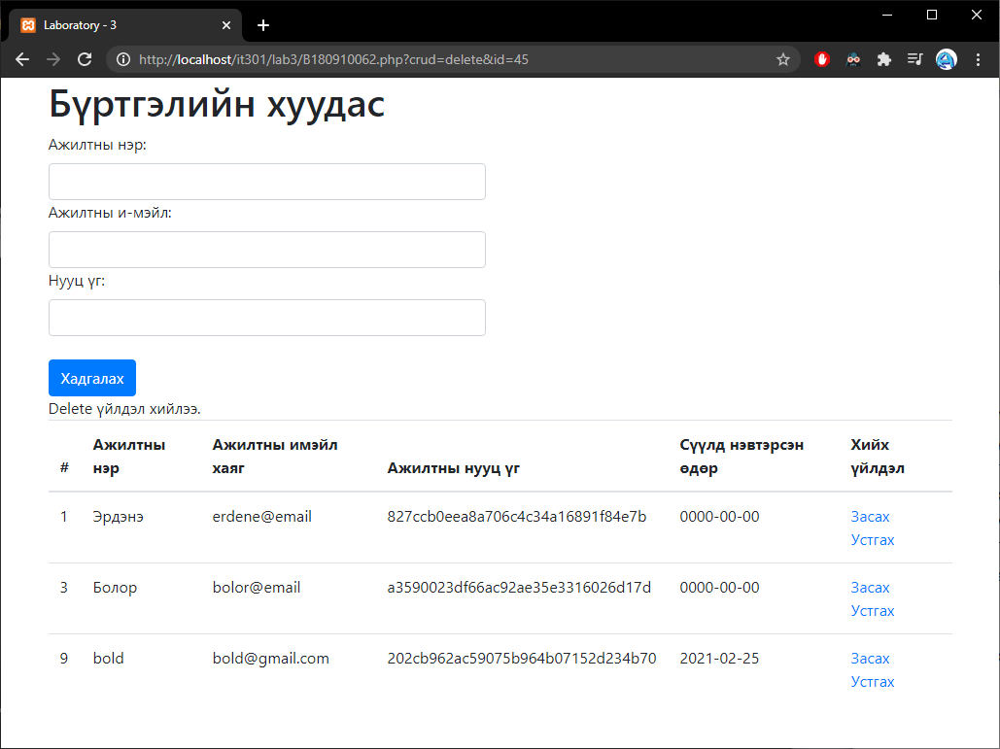 Laboratory - 3
http://localhost/it301/lab3/B180910062.php?crud=delete&id=45
Бүртгэлийн хуудас
Ажилтны нэр:
Ажилтны и-мэйл:
Нууц үг:
Хадгалах
Delete үйлдэл хийлээ.
# Ажилтны нэр Ажилтны имэйл хаяг Ажилтны нууц үг Сүүлд нэвтэрсэн өдөр Хийх үйлдэл
1 Эрдэнэ erdene@email 827ccb0eea8a706c4c34a16891f84e7b 0000-00-00 Засах
Устгах
3 Болор bolor@email a3590023df66ac92ae35e3316026d17d 0000-00-00 Засах
Устгах
9 bold bold@gmail.com 202cb962ac59075b964b07152d234b70 2021-02-25 Засах
Устгах